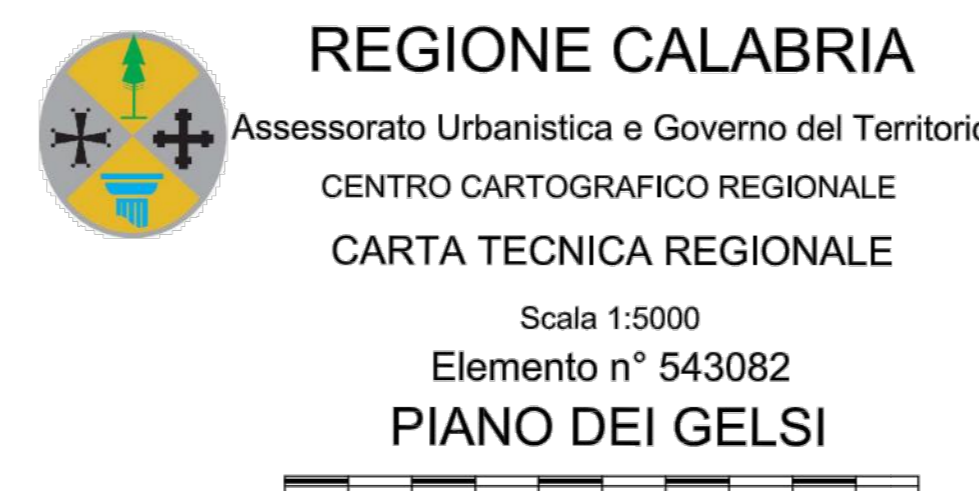 REGIONE CALABRIA
Assessorato Urbanistica e Governo del Territorio
CENTRO CARTOGRAFICO REGIONALE
CARTA TECNICA REGIONALE
Scala 1:5000
Elemento n° 543082
PIANO DEI GELSI